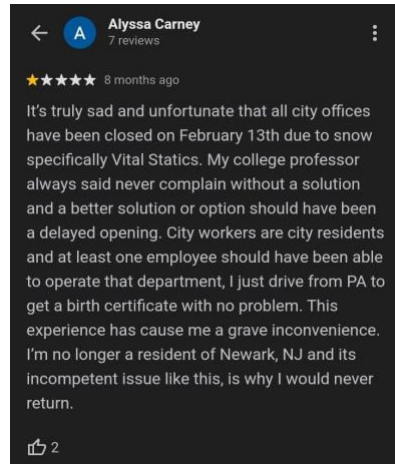 Alyssa Carney
A
7 reviews
8 months ago
It's truly sad and unfortunate that all city offices
have been closed on February 13th due to snow
specifically Vital Statics. My college professor
always said never complain without a solution
and a better solution or option should have been
a delayed opening. City workers are city residents
and at least one employee should have been able
to operate that department, I just drive from PA to
get a birth certificate with no problem. This
experience has cause me a grave inconvenience.
I'm no longer a resident of Newark, NJ and its
incompetent issue like this, is why I would never
return.
2